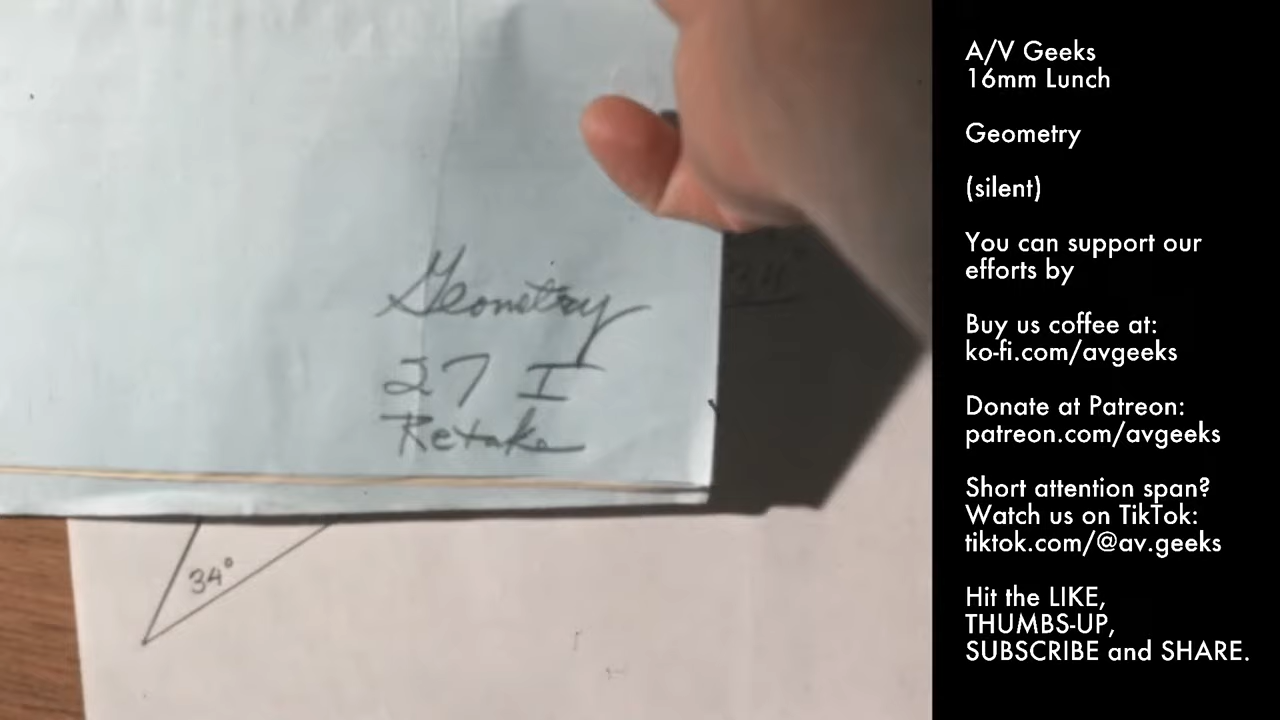 Geometry
27 I
Retake
34°
34°
A/V Geeks
16mm Lunch
Geometry
(silent)
You can support our
efforts by
Buy us coffee at:
ko-fi.com/avgeeks
Donate at Patreon:
patreon.com/avgeeks
Short attention span?
Watch us on TikTok:
tiktok.com/@av.geeks
Hit the LIKE,
THUMBS-UP,
SUBSCRIBE and SHARE.